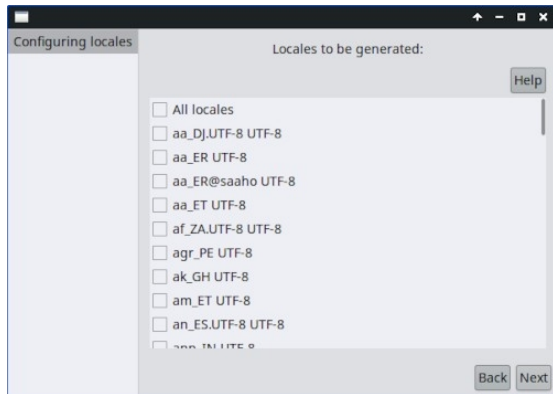 Configuring locales
Locales to be generated:
Help
All locales
aa_DJ.UTF-8 UTF-8
aa_ER UTF-8
aa_ER@saaho UTF-8
aa_ET UTF-8
af_ZA.UTF-8 UTF-8
agr_PE UTF-8
ak_GH UTF-8
am_ET UTF-8
an_ES.UTF-8 UTF-8
Back Next